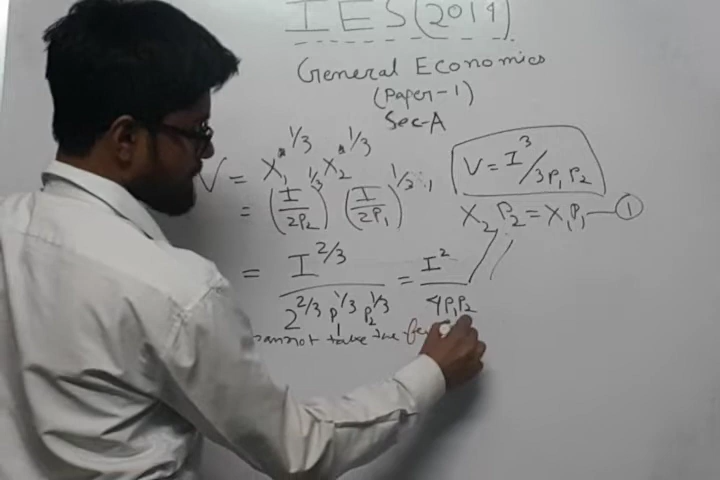 IES (2019)
General Economics
(Paper-1)
Sec-A
V = X₁*^1/3 X₂*^1/3
= (I/2P₂)^1/3 (I/2P₁)^1/3
V = I³/3P₁P₂
X₂P₂ = X₁P₁ — ①
= I^2/3 / 2^2/3 P₁^1/3 P₂^1/3 = I² / 4P₁P₂
cannot take the